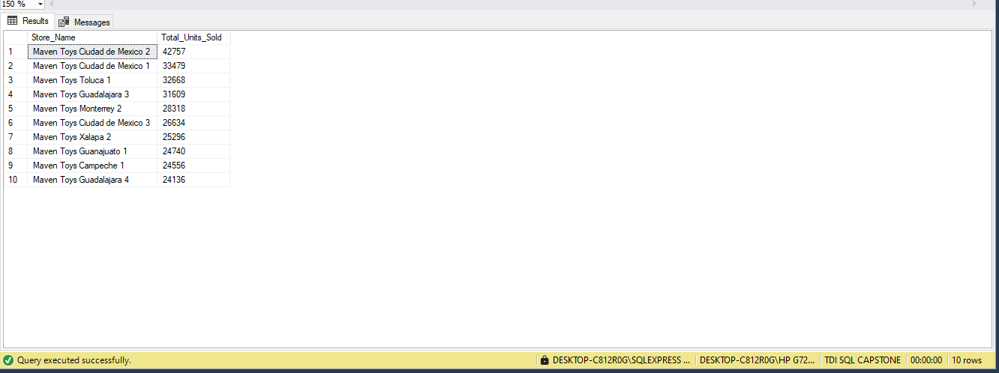 150 %
Results Messages
Store_Name Total_Units_Sold
1 Maven Toys Ciudad de Mexico 2 42757
2 Maven Toys Ciudad de Mexico 1 33479
3 Maven Toys Toluca 1 32668
4 Maven Toys Guadalajara 3 31609
5 Maven Toys Monterrey 2 28318
6 Maven Toys Ciudad de Mexico 3 26634
7 Maven Toys Xalapa 2 25296
8 Maven Toys Guanajuato 1 24740
9 Maven Toys Campeche 1 24556
10 Maven Toys Guadalajara 4 24136
Query executed successfully. DESKTOP-C812R0G\SQLEXPRESS ... DESKTOP-C812R0G\HP G72... TDI SQL CAPSTONE 00:00:00 10 rows